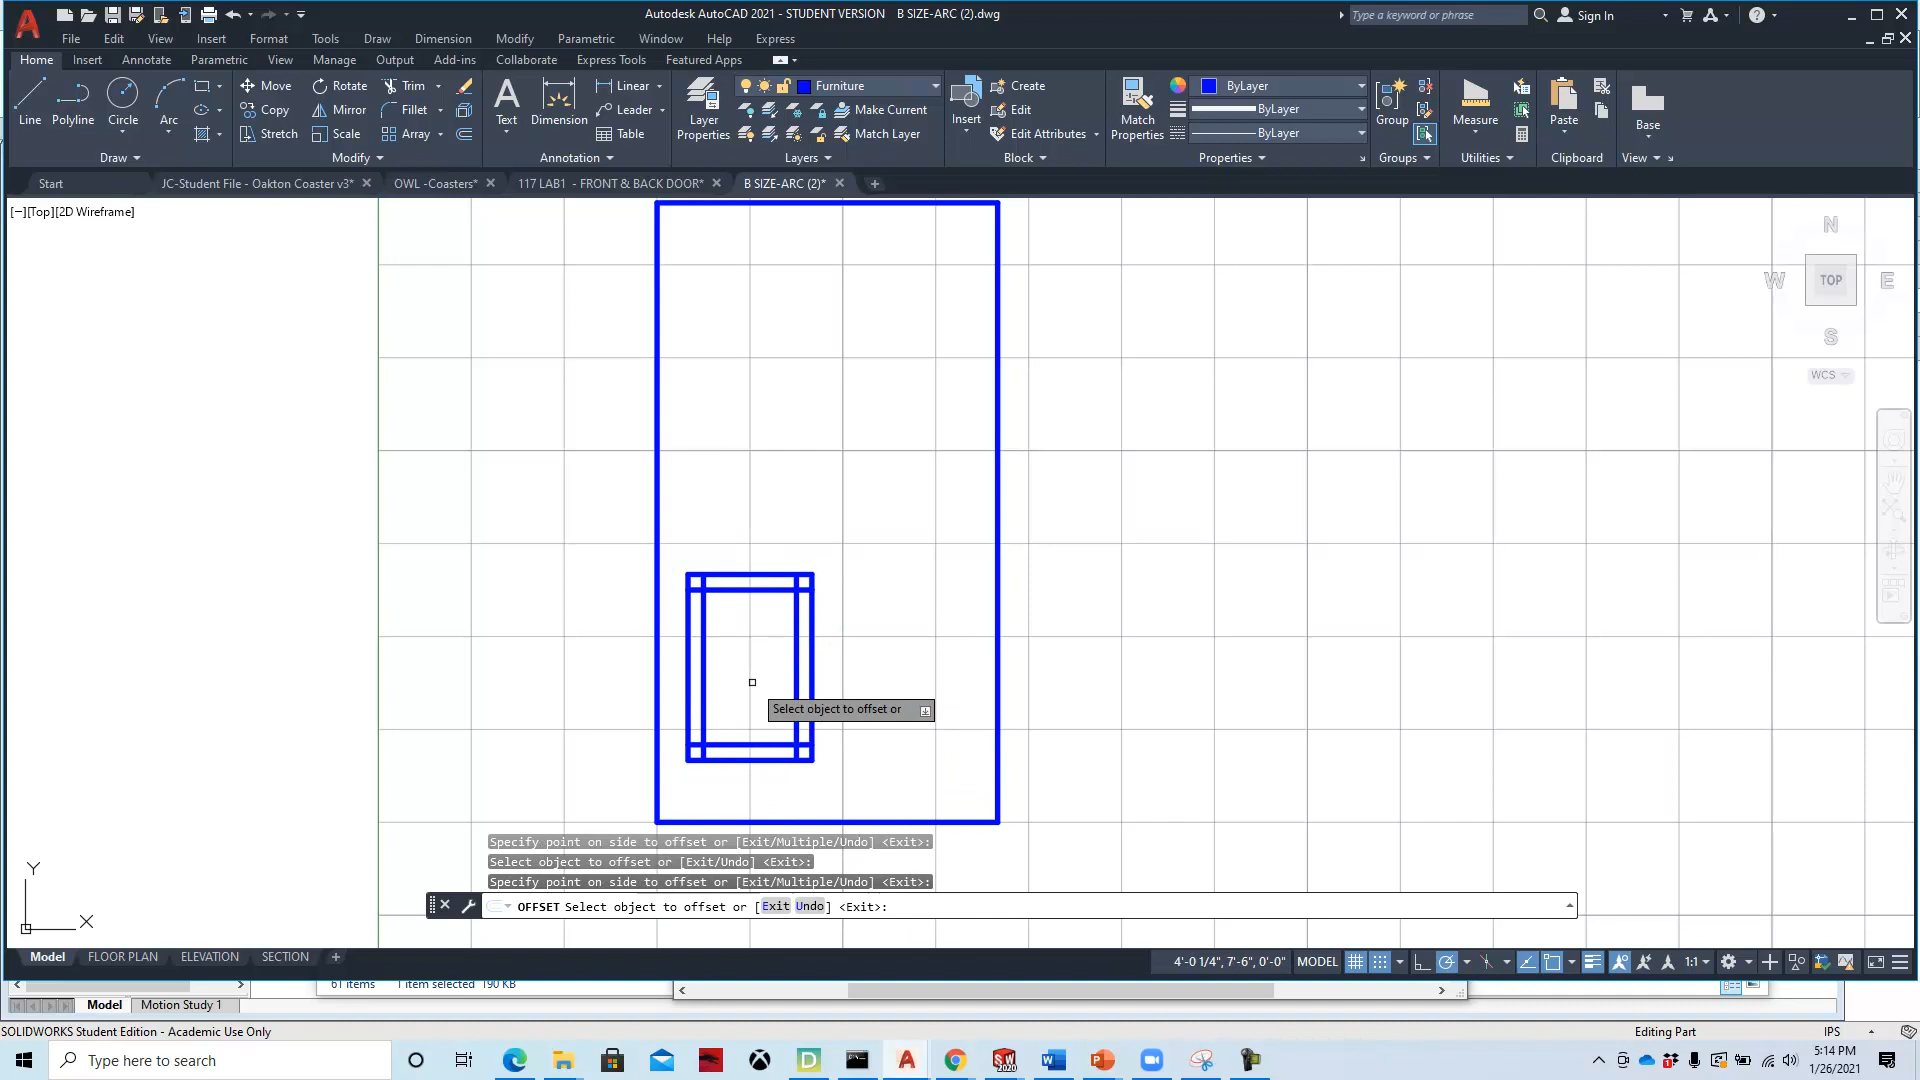 Autodesk AutoCAD 2021 - STUDENT VERSION B SIZE-ARC (2).dwg
Type a keyword or phrase
Sign In
File Edit View Insert Format Tools Draw Dimension Modify Parametric Window Help Express
Home Insert Annotate Parametric View Manage Output Add-ins Collaborate Express Tools Featured Apps
Line Polyline Circle Arc
Move Rotate Trim
Copy Mirror Fillet
Stretch Scale Array
Text Dimension
Linear
Leader
Table
Layer Properties
Furniture
Make Current
Match Layer
Insert
Create
Edit
Edit Attributes
Match Properties
ByLayer
ByLayer
ByLayer
Group
Measure
Paste
Base
Draw Modify Annotation Layers Block Properties Groups Utilities Clipboard View
Start JC-Student File - Oakton Coaster v3* OWL -Coasters* 117 LAB1 - FRONT & BACK DOOR* B SIZE-ARC (2)*
[−][Top][2D Wireframe]
N
W TOP E
S
WCS
Select object to offset or
Specify point on side to offset or [Exit/Multiple/Undo] <Exit>:
Select object to offset or [Exit/Undo] <Exit>:
Specify point on side to offset or [Exit/Multiple/Undo] <Exit>:
OFFSET Select object to offset or [Exit Undo] <Exit>:
Y
X
Model FLOOR PLAN ELEVATION SECTION
4'-0 1/4", 7'-6", 0'-0" MODEL 1:1
61 items 1 item selected 190 KB
Model Motion Study 1
SOLIDWORKS Student Edition - Academic Use Only
Editing Part IPS
Type here to search
5:14 PM
1/26/2021